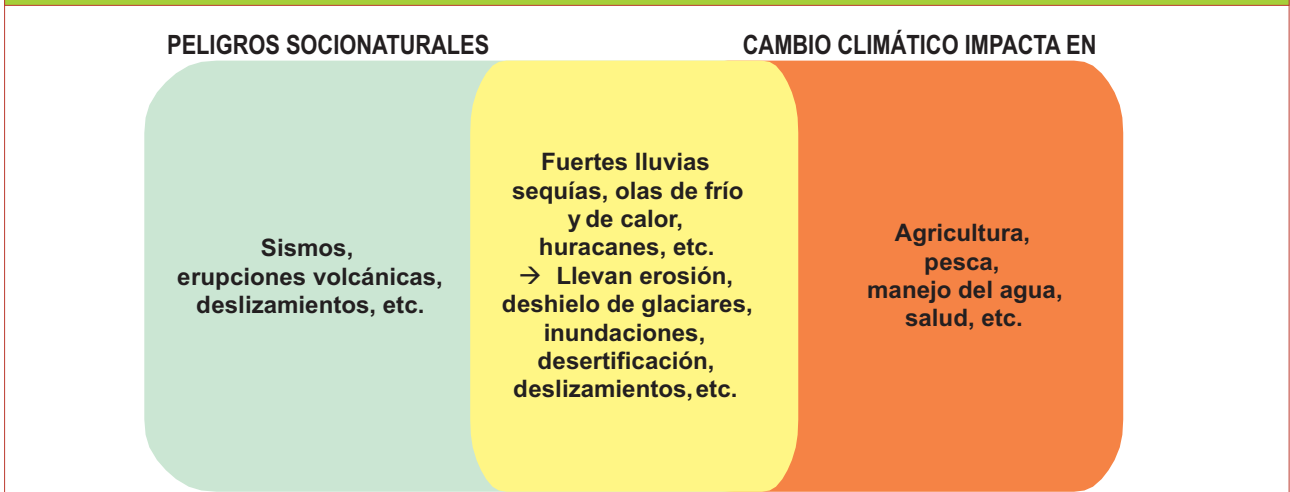 PELIGROS SOCIONATURALES
CAMBIO CLIMÁTICO IMPACTA EN
Sismos,
erupciones volcánicas,
deslizamientos, etc.
Fuertes lluvias
sequías, olas de frío
y de calor,
huracanes, etc.
→ Llevan erosión,
deshielo de glaciares,
inundaciones,
desertificación,
deslizamientos, etc.
Agricultura,
pesca,
manejo del agua,
salud, etc.